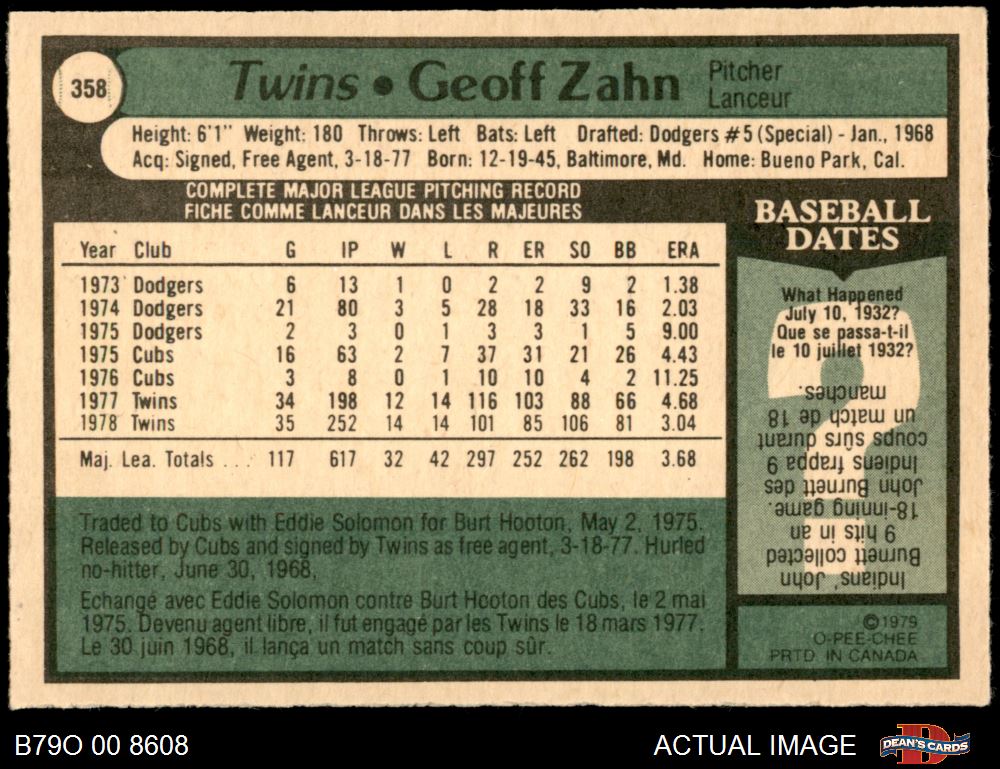 358
Twins • Geoff Zahn
Pitcher
Lanceur
Height: 6'1" Weight: 180 Throws: Left Bats: Left Drafted: Dodgers #5 (Special) - Jan., 1968
Acq: Signed, Free Agent, 3-18-77 Born: 12-19-45, Baltimore, Md. Home: Bueno Park, Cal.
COMPLETE MAJOR LEAGUE PITCHING RECORD
FICHE COMME LANCEUR DANS LES MAJEURES
Year Club G IP W L R ER SO BB ERA
1973 Dodgers 6 13 1 0 2 2 9 2 1.38
1974 Dodgers 21 80 3 5 28 18 33 16 2.03
1975 Dodgers 2 3 0 1 3 3 1 5 9.00
1975 Cubs 16 63 2 7 37 31 21 26 4.43
1976 Cubs 3 8 0 1 10 10 4 2 11.25
1977 Twins 34 198 12 14 116 103 88 66 4.68
1978 Twins 35 252 14 14 101 85 106 81 3.04
Maj. Lea. Totals ... 117 617 32 42 297 252 262 198 3.68
Traded to Cubs with Eddie Solomon for Burt Hooton, May 2, 1975.
Released by Cubs and signed by Twins as free agent, 3-18-77. Hurled
no-hitter, June 30, 1968,
Echangé avec Eddie Solomon contre Burt Hooton des Cubs, le 2 mai
1975. Devenu agent libre, il fut engagé par les Twins le 18 mars 1977.
Le 30 juin 1968, il lança un match sans coup sûr.
BASEBALL
DATES
What Happened
July 10, 1932?
Que se passa-t-il
le 10 juillet 1932?
Indians' John
Burnett collected
9 hits in an
18-inning game.
John Burnett des
Indiens frappa 9
coups sûrs durant
un match de 18
manches.
©1979
O-PEE-CHEE
PRTD. IN CANADA
B79O 00 8608
ACTUAL IMAGE
DEAN'S CARDS